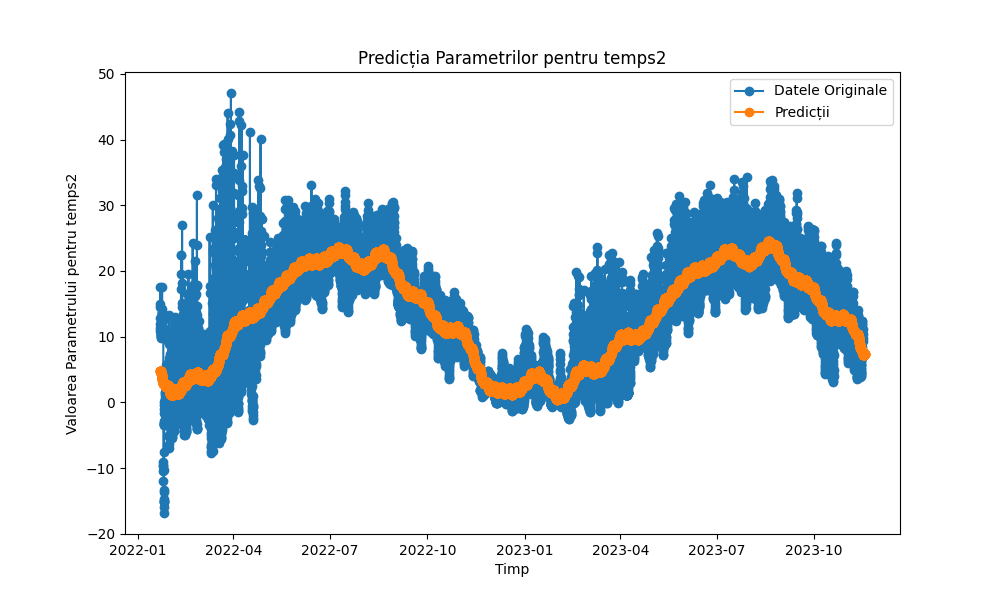 Predicția Parametrilor pentru temps2
Datele Originale
Predicții
Valoarea Parametrului pentru temps2
50
40
30
20
10
0
−10
−20
2022-01 2022-04 2022-07 2022-10 2023-01 2023-04 2023-07 2023-10
Timp